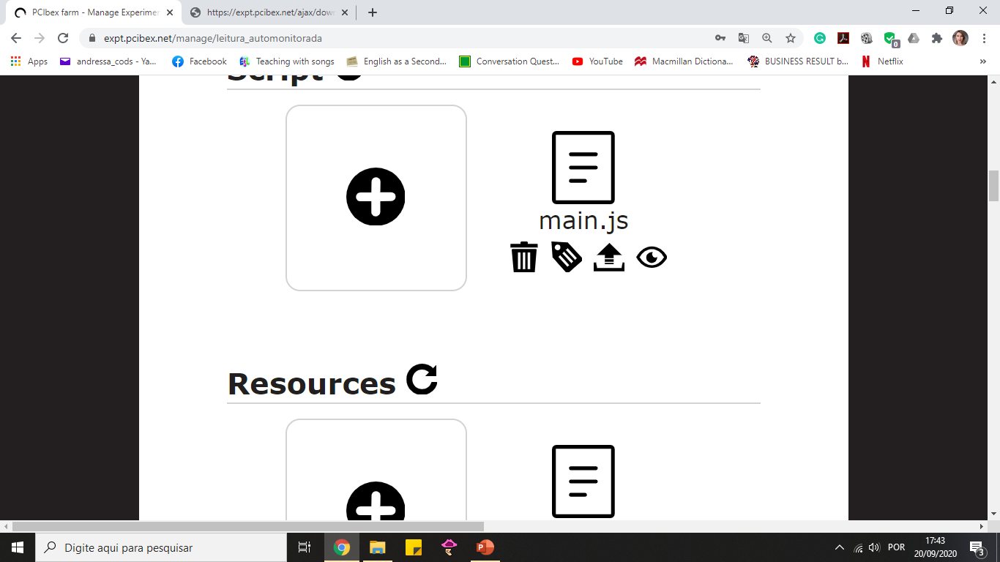 PCIbex farm - Manage Experimen
https://expt.pcibex.net/ajax/dow
expt.pcibex.net/manage/leitura_automonitorada
0
Apps
andressa_cods - Ya...
Facebook
Teaching with songs
English as a Second...
Conversation Quest...
YouTube
Macmillan Dictiona...
BUSINESS RESULT b...
Netflix
»
Script
main.js
Resources
Digite aqui para pesquisar
POR
17:43
20/09/2020
3